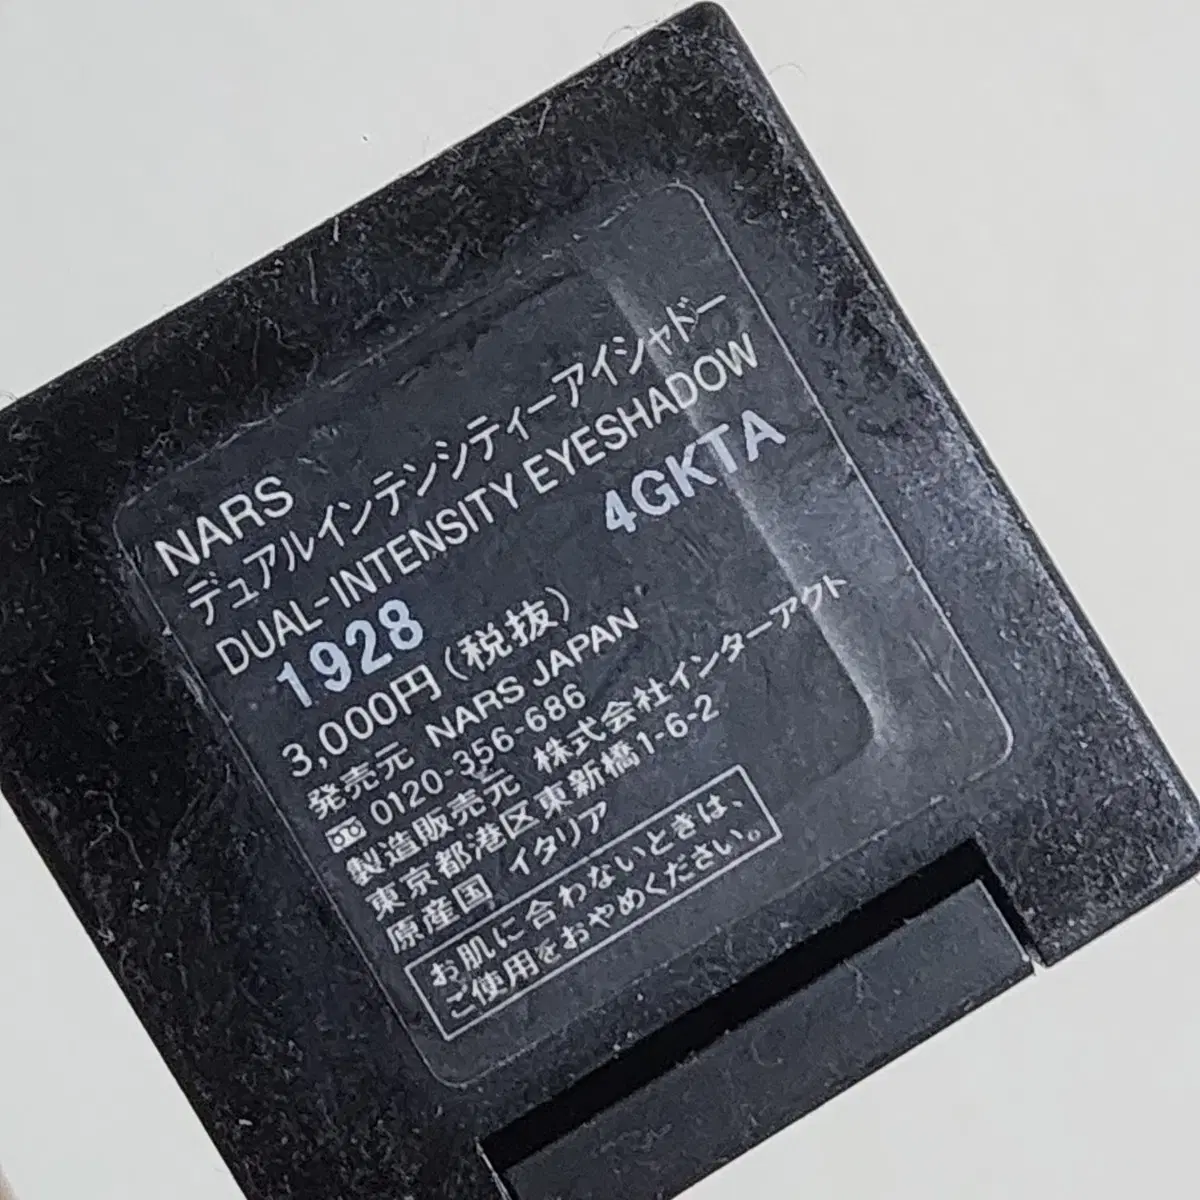 NARS
デュアルインテンシティーアイシャドー
DUAL-INTENSITY EYESHADOW
1928 4GKTA
3,000円(税抜)
発売元 NARS JAPAN
0120-356-686
製造販売元 株式会社インターアクト
東京都港区東新橋1-6-2
原産国 イタリア
お肌に合わないときは、
ご使用をおやめください。